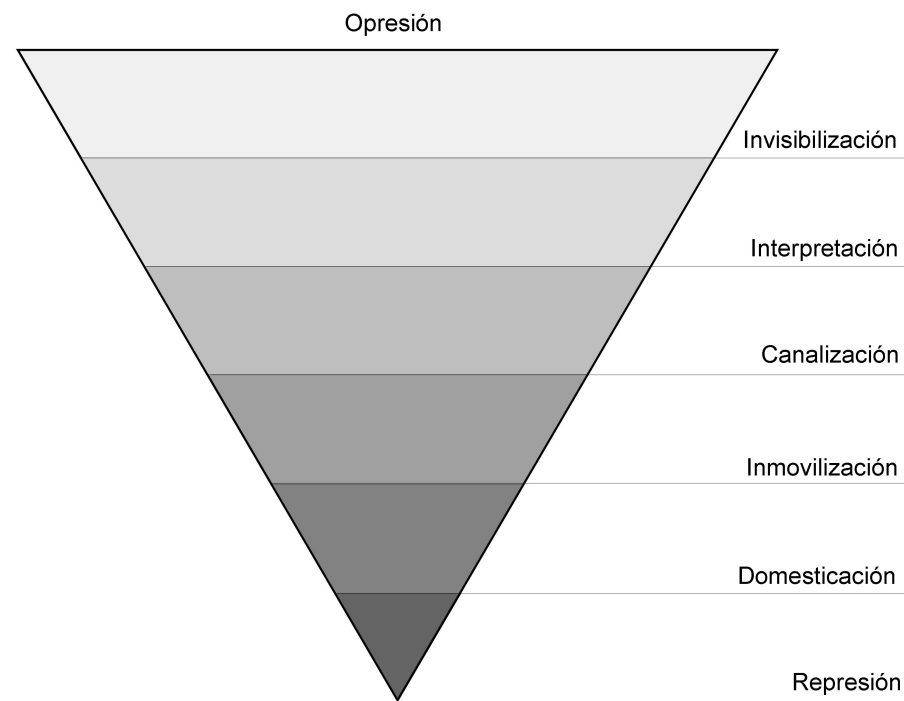 Opresión
Invisibilización
Interpretación
Canalización
Inmovilización
Domesticación
Represión